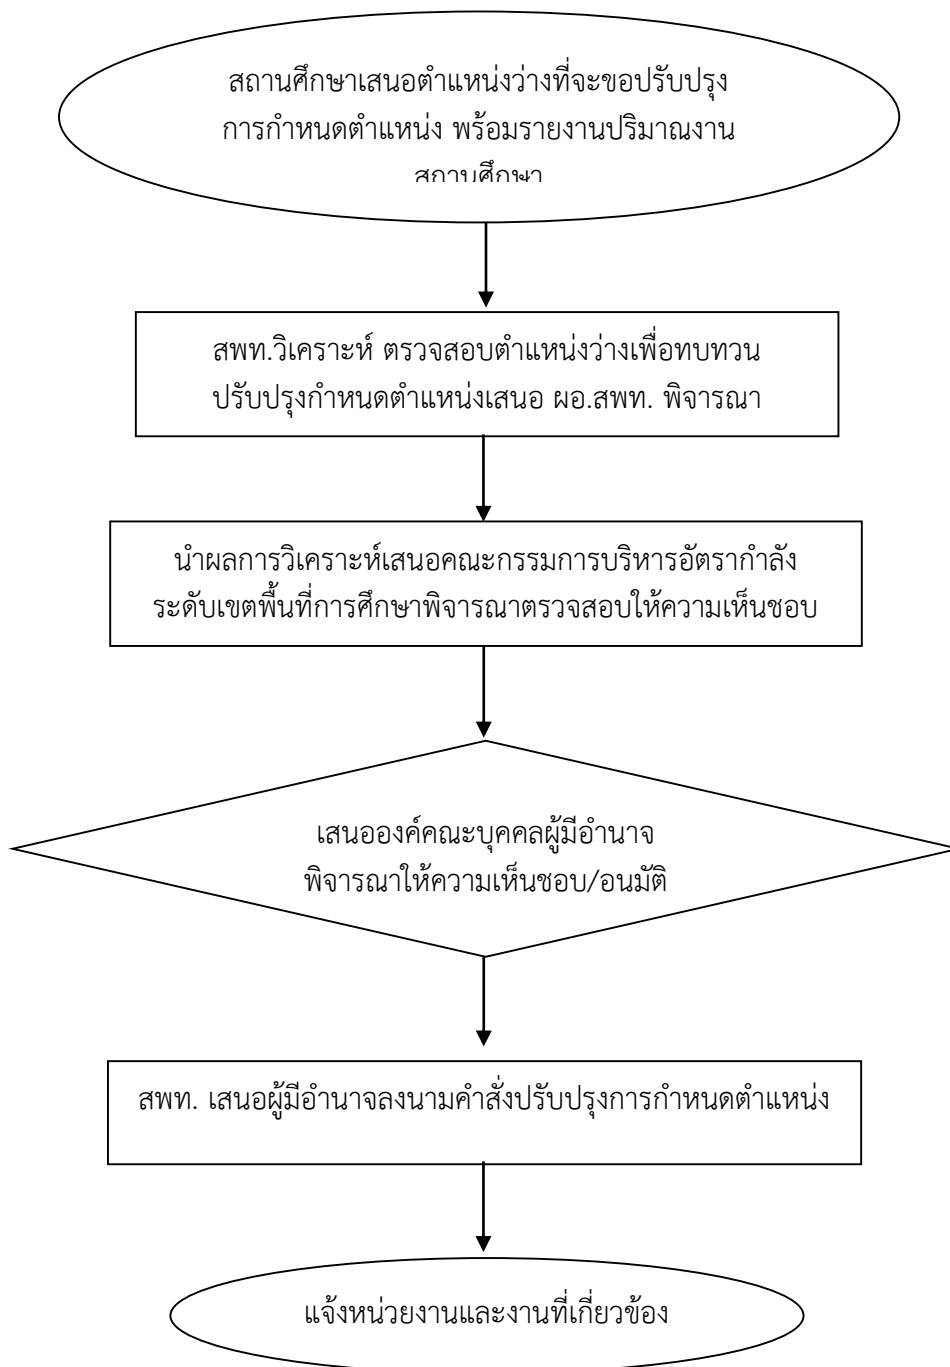 สถานศึกษาเสนอตำแหน่งว่างที่จะขอปรับปรุง
การกำหนดตำแหน่ง พร้อมรายงานปริมาณงาน
สถานศึกษา
สพท.วิเคราะห์ ตรวจสอบตำแหน่งว่างเพื่อทบทวน
ปรับปรุงกำหนดตำแหน่งเสนอ ผอ.สพท. พิจารณา
นำผลการวิเคราะห์เสนอคณะกรรมการบริหารอัตรากำลัง
ระดับเขตพื้นที่การศึกษาพิจารณาตรวจสอบให้ความเห็นชอบ
เสนอองค์คณะบุคคลผู้มีอำนาจ
พิจารณาให้ความเห็นชอบ/อนมัติ
สพท. เสนอผู้มีอำนาจลงนามคำสั่งปรับปรุงการกำหนดตำแหน่ง
แจ้งหน่วยงานและงานที่เกี่ยวข้อง